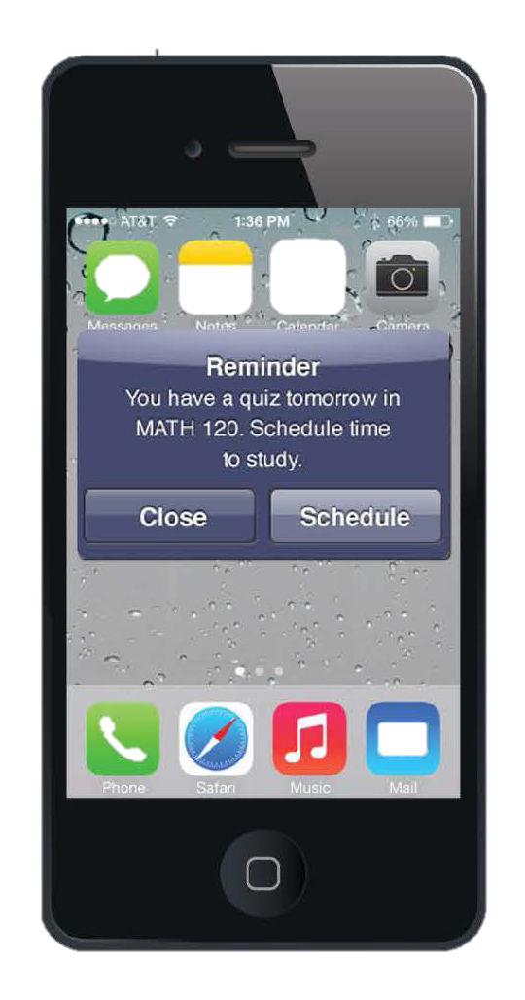 AT&T 1:36 PM 66%
Messages Notes Calendar Camera
Reminder
You have a quiz tomorrow in
MATH 120. Schedule time
to study.
Close Schedule
Phone Safari Music Mail